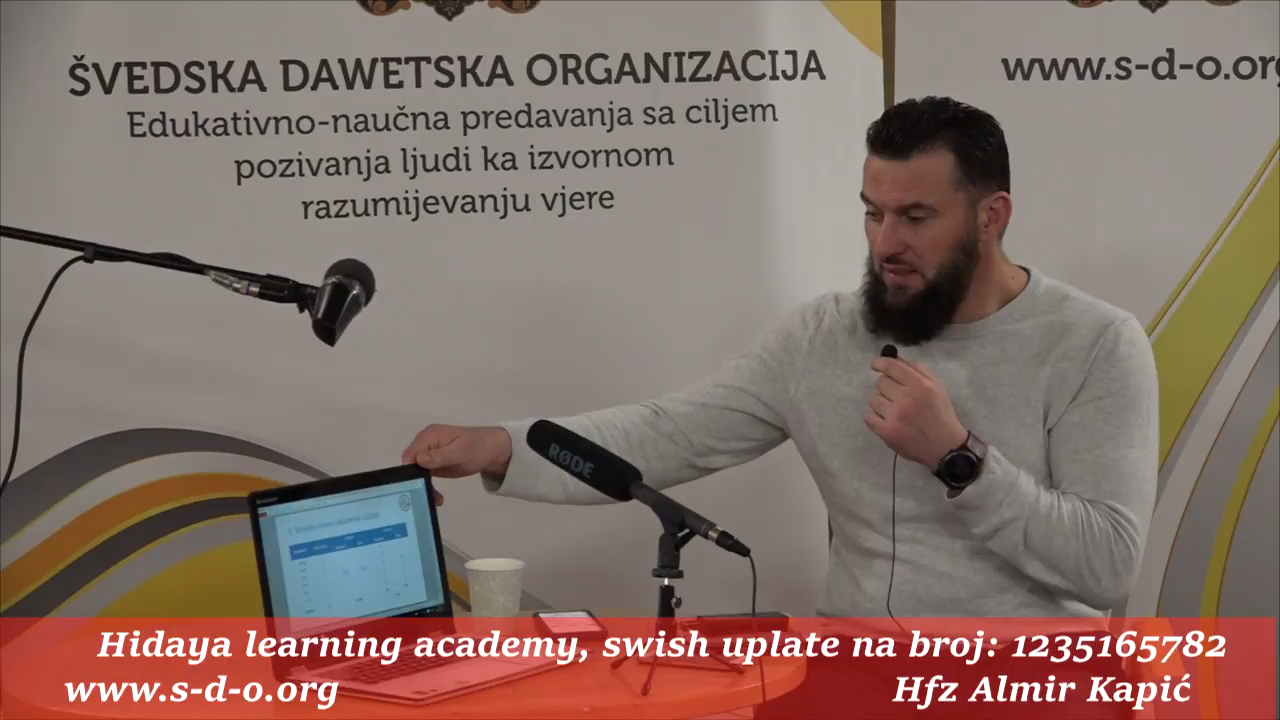 ŠVEDSKA DAWETSKA ORGANIZACIJA
Edukativno-naučna predavanja sa ciljem
pozivanja ljudi ka izvornom
razumijevanju vjere
www.s-d-o.org
RØDE
Hidaya learning academy, swish uplate na broj: 1235165782
www.s-d-o.org
Hfz Almir Kapić